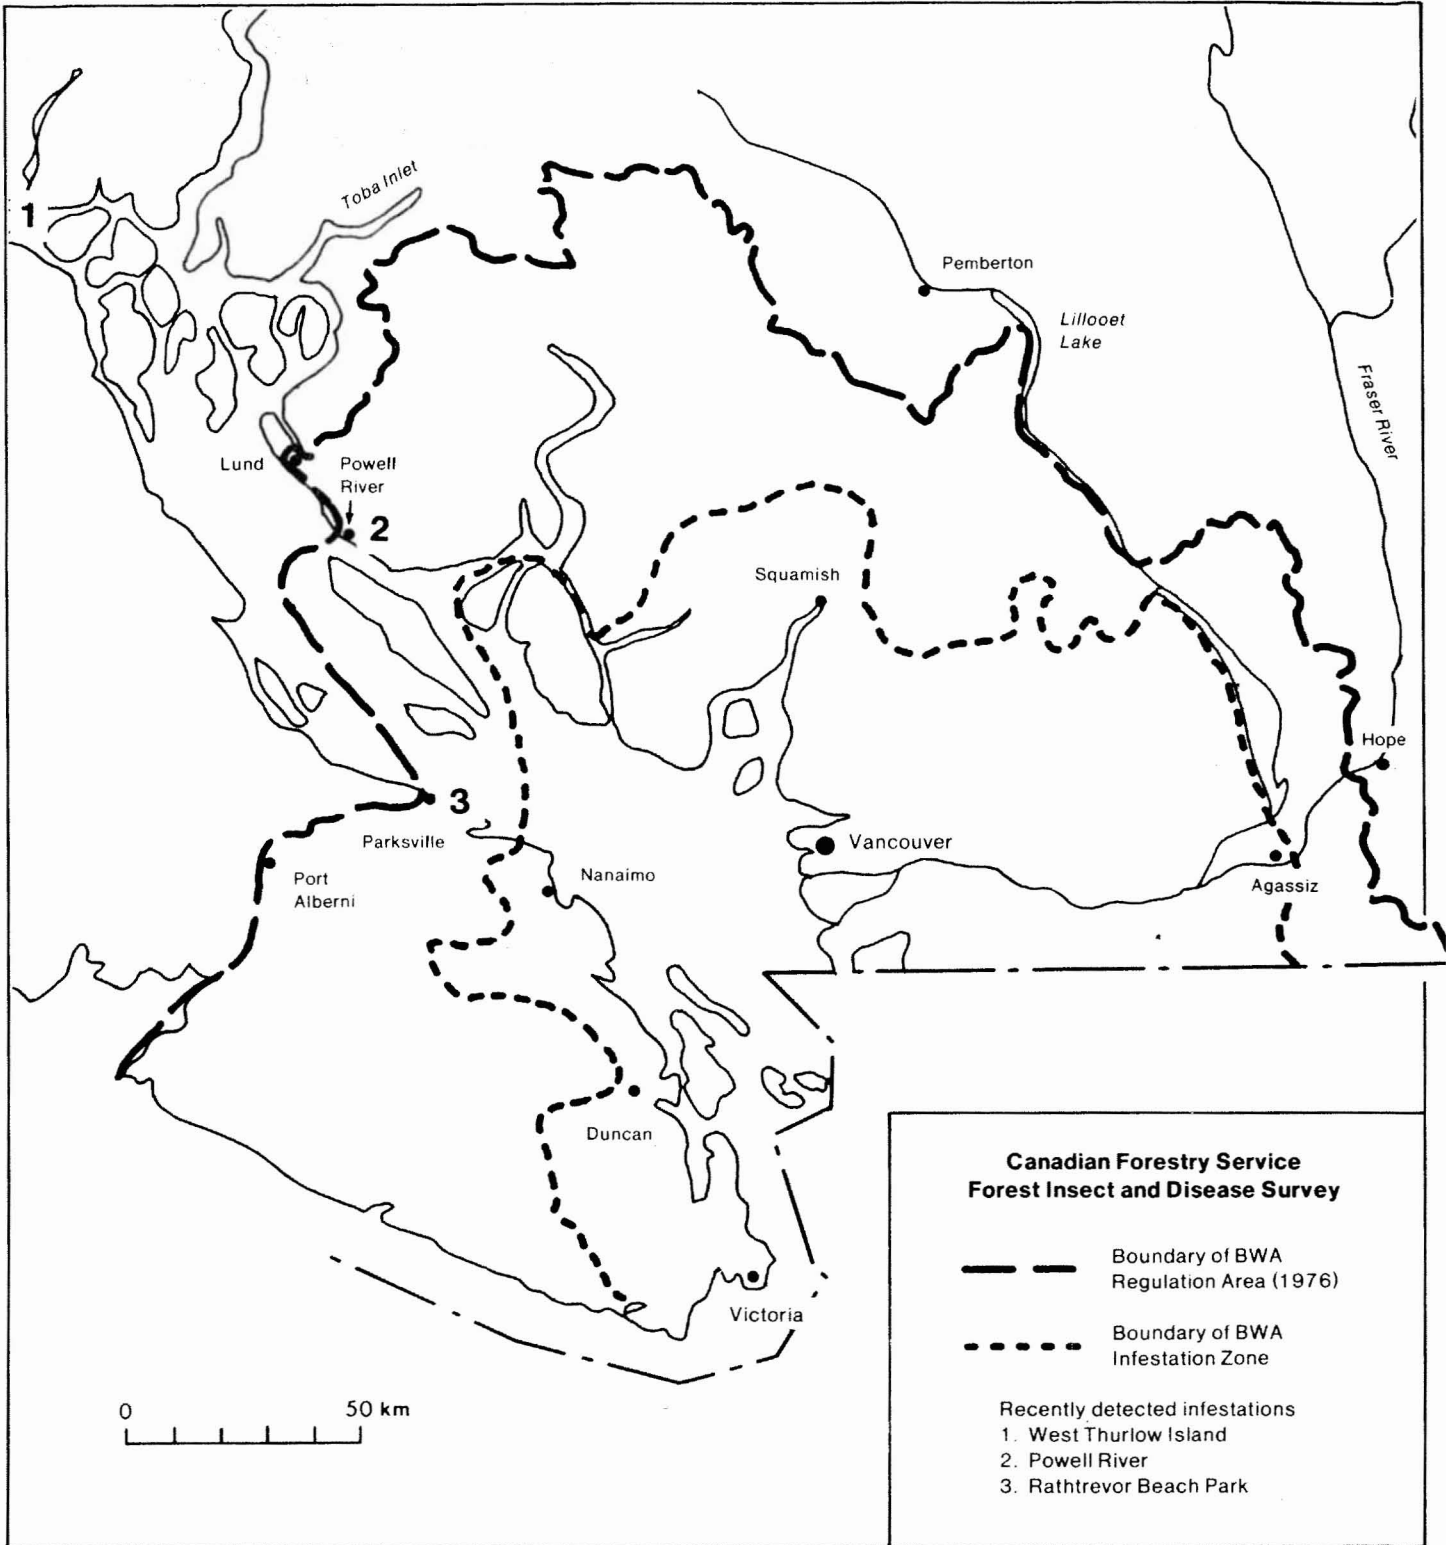 Toba Inlet
1
Pemberton
Lillooet
Lake
Fraser River
Lund
Powell
River
2
Squamish
Hope
3
Parksville
Vancouver
Port
Alberni
Nanaimo
Agassiz
Duncan
Victoria
0 50 km
Canadian Forestry Service
Forest Insect and Disease Survey
Boundary of BWA
Regulation Area (1976)
Boundary of BWA
Infestation Zone
Recently detected infestations
1. West Thurlow Island
2. Powell River
3. Rathtrevor Beach Park